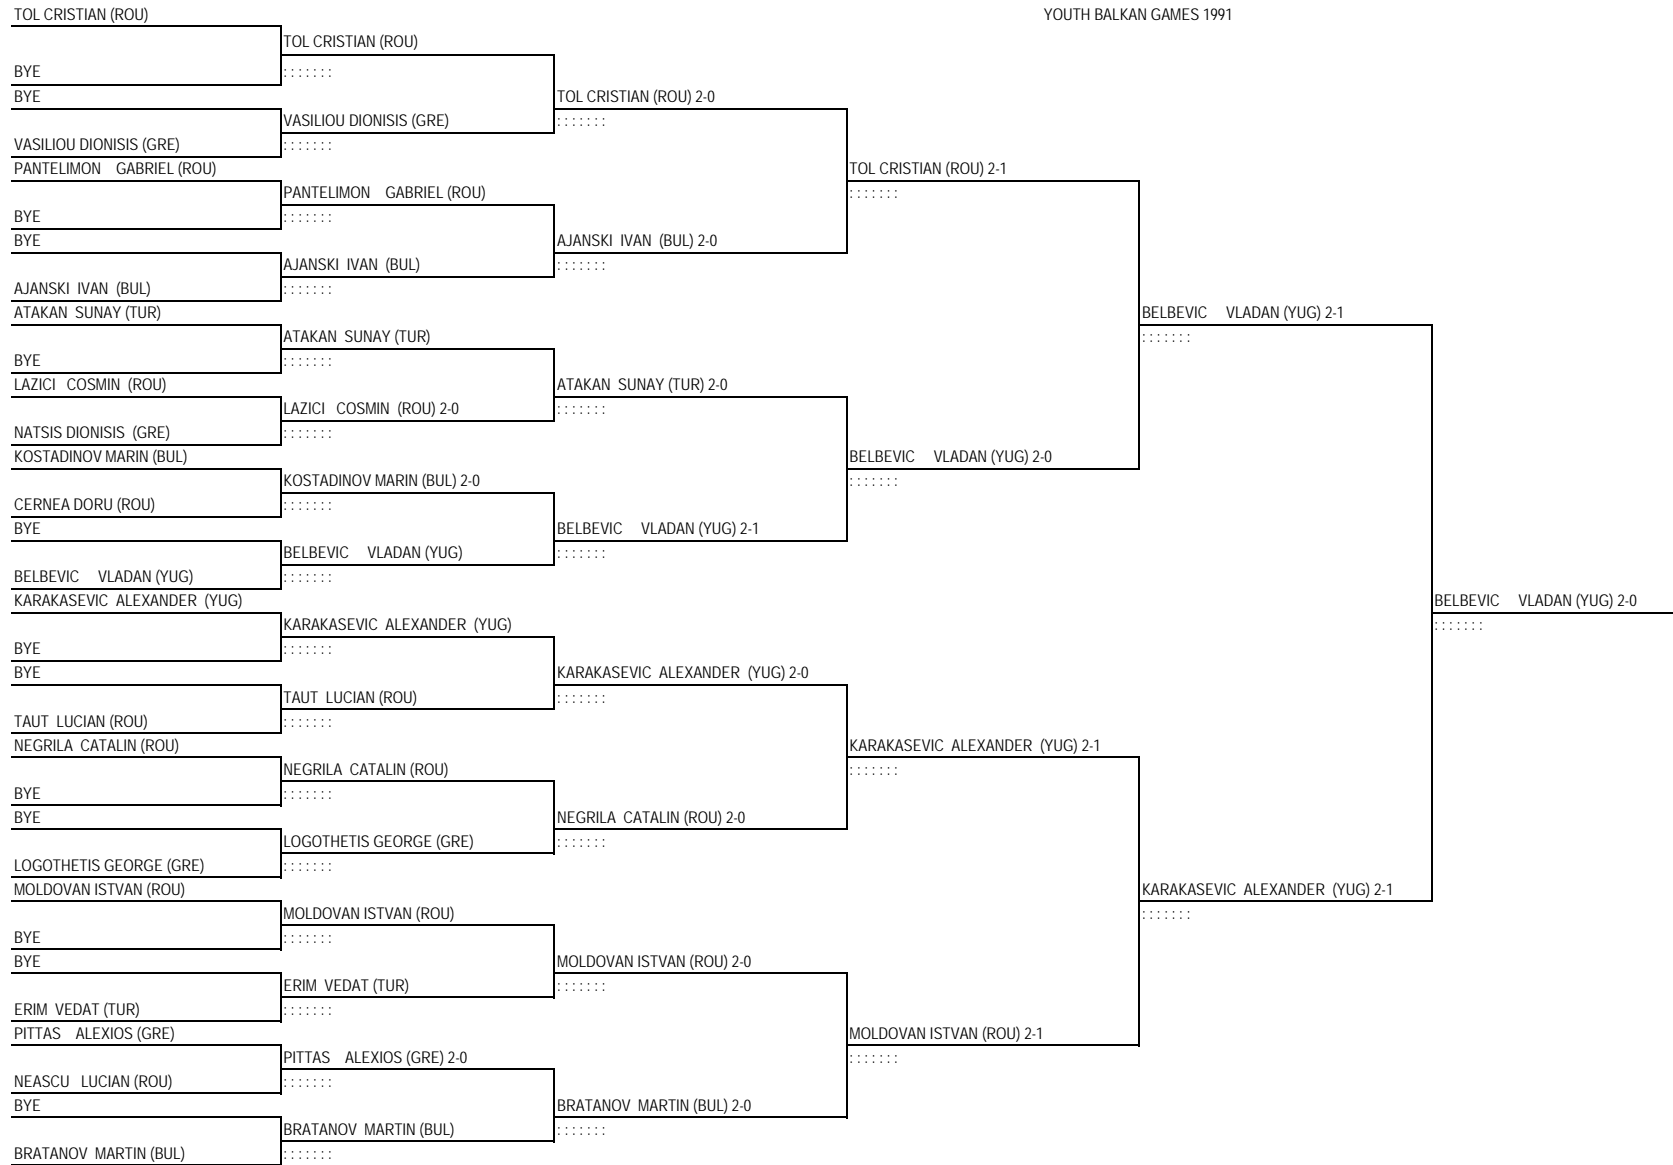 TOL CRISTIAN (ROU)
YOUTH BALKAN GAMES 1991
TOL CRISTIAN (ROU)
BYE
: : : : : : :
BYE
TOL CRISTIAN (ROU) 2-0
VASILIOU DIONISIS (GRE)
: : : : : : :
VASILIOU DIONISIS (GRE)
: : : : : : :
PANTELIMON GABRIEL (ROU)
TOL CRISTIAN (ROU) 2-1
PANTELIMON GABRIEL (ROU)
: : : : : : :
BYE
: : : : : : :
BYE
AJANSKI IVAN (BUL) 2-0
AJANSKI IVAN (BUL)
: : : : : : :
AJANSKI IVAN (BUL)
: : : : : : :
ATAKAN SUNAY (TUR)
BELBEVIC VLADAN (YUG) 2-1
ATAKAN SUNAY (TUR)
: : : : : : :
BYE
: : : : : : :
LAZICI COSMIN (ROU)
ATAKAN SUNAY (TUR) 2-0
LAZICI COSMIN (ROU) 2-0
: : : : : : :
NATSIS DIONISIS (GRE)
: : : : : : :
KOSTADINOV MARIN (BUL)
BELBEVIC VLADAN (YUG) 2-0
KOSTADINOV MARIN (BUL) 2-0
: : : : : : :
CERNEA DORU (ROU)
: : : : : : :
BYE
BELBEVIC VLADAN (YUG) 2-1
BELBEVIC VLADAN (YUG)
: : : : : : :
BELBEVIC VLADAN (YUG)
: : : : : : :
KARAKASEVIC ALEXANDER (YUG)
BELBEVIC VLADAN (YUG) 2-0
KARAKASEVIC ALEXANDER (YUG)
: : : : : : :
BYE
: : : : : : :
BYE
KARAKASEVIC ALEXANDER (YUG) 2-0
TAUT LUCIAN (ROU)
: : : : : : :
TAUT LUCIAN (ROU)
: : : : : : :
NEGRILA CATALIN (ROU)
KARAKASEVIC ALEXANDER (YUG) 2-1
NEGRILA CATALIN (ROU)
: : : : : : :
BYE
: : : : : : :
BYE
NEGRILA CATALIN (ROU) 2-0
LOGOTHETIS GEORGE (GRE)
: : : : : : :
LOGOTHETIS GEORGE (GRE)
: : : : : : :
MOLDOVAN ISTVAN (ROU)
KARAKASEVIC ALEXANDER (YUG) 2-1
MOLDOVAN ISTVAN (ROU)
: : : : : : :
BYE
: : : : : : :
BYE
MOLDOVAN ISTVAN (ROU) 2-0
ERIM VEDAT (TUR)
: : : : : : :
ERIM VEDAT (TUR)
: : : : : : :
PITTAS ALEXIOS (GRE)
MOLDOVAN ISTVAN (ROU) 2-1
PITTAS ALEXIOS (GRE) 2-0
: : : : : : :
NEASCU LUCIAN (ROU)
: : : : : : :
BYE
BRATANOV MARTIN (BUL) 2-0
BRATANOV MARTIN (BUL)
: : : : : : :
BRATANOV MARTIN (BUL)
: : : : : : :